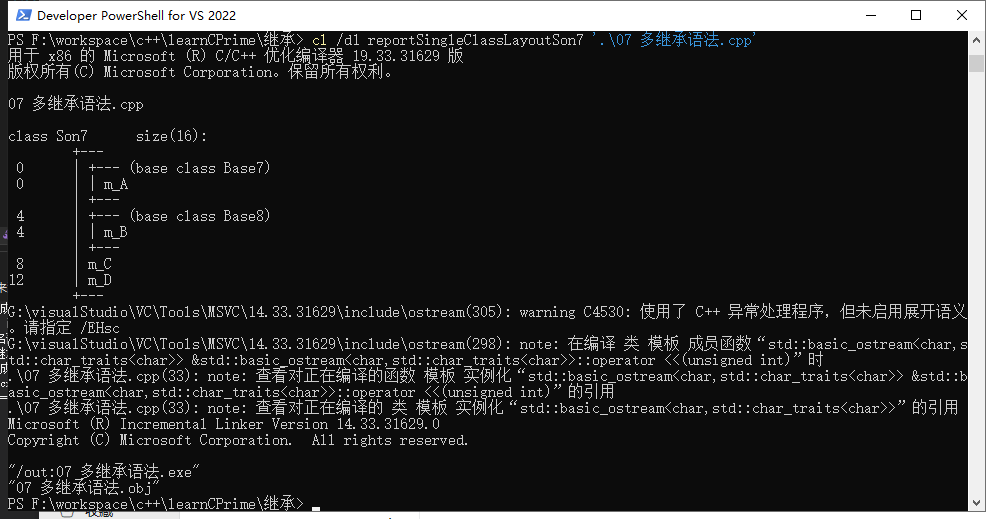 Developer PowerShell for VS 2022
PS F:\workspace\c++\learnCPrime\继承> cl /d1 reportSingleClassLayoutSon7 '.\07 多继承语法.cpp'
用于 x86 的 Microsoft (R) C/C++ 优化编译器 19.33.31629 版
版权所有(C) Microsoft Corporation。保留所有权利。
07 多继承语法.cpp
class Son7      size(16):
        +---
 0      | +--- (base class Base7)
 0      | | m_A
        | +---
 4      | +--- (base class Base8)
 4      | | m_B
        | +---
 8      | m_C
12      | m_D
        +---
G:\visualStudio\VC\Tools\MSVC\14.33.31629\include\ostream(305): warning C4530: 使用了 C++ 异常处理程序，但未启用展开语义
。请指定 /EHsc
G:\visualStudio\VC\Tools\MSVC\14.33.31629\include\ostream(298): note: 在编译 类 模板 成员函数“std::basic_ostream<char,s
td::char_traits<char>> &std::basic_ostream<char,std::char_traits<char>>::operator <<(unsigned int)”时
.\07 多继承语法.cpp(33): note: 查看对正在编译的函数 模板 实例化“std::basic_ostream<char,std::char_traits<char>> &std::b
asic_ostream<char,std::char_traits<char>>::operator <<(unsigned int)”的引用
.\07 多继承语法.cpp(33): note: 查看对正在编译的 类 模板 实例化“std::basic_ostream<char,std::char_traits<char>>”的引用
Microsoft (R) Incremental Linker Version 14.33.31629.0
Copyright (C) Microsoft Corporation.  All rights reserved.
"/out:07 多继承语法.exe"
"07 多继承语法.obj"
PS F:\workspace\c++\learnCPrime\继承>